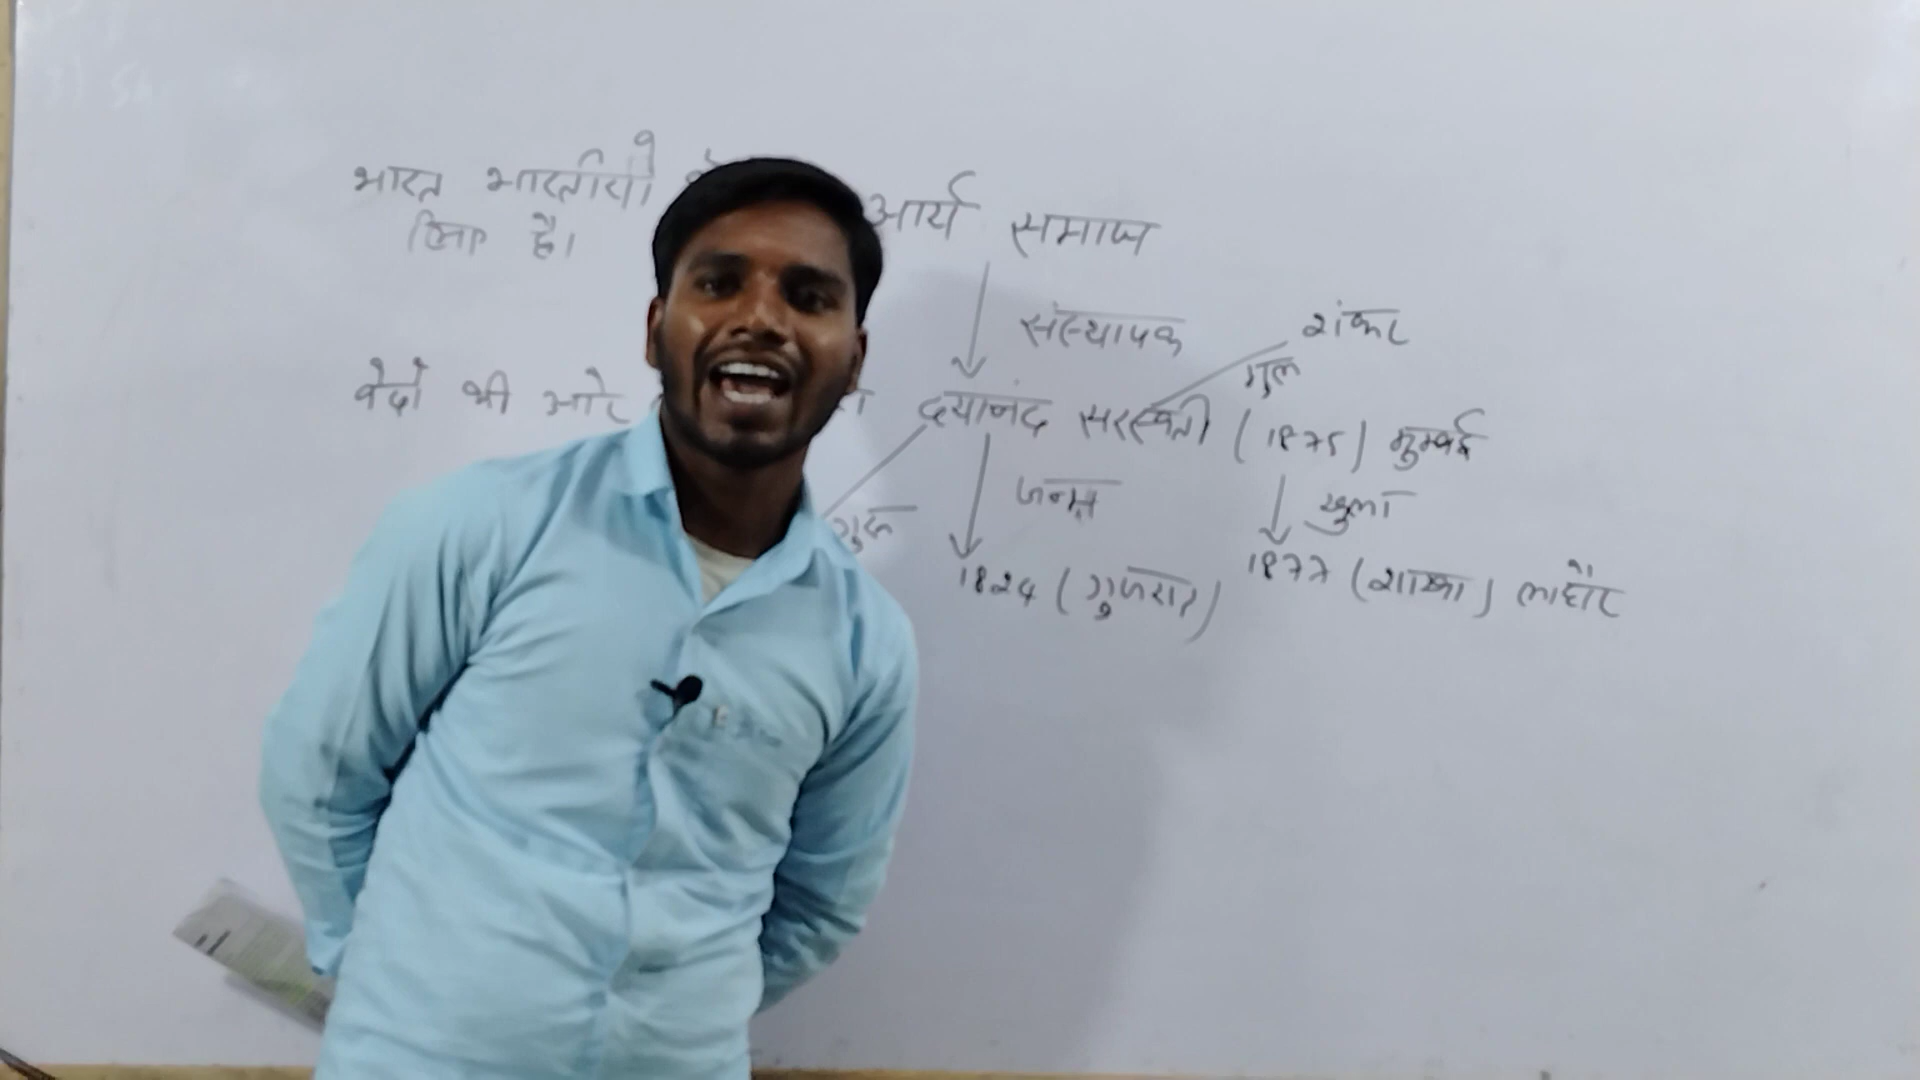 भारत भारतीयों के
लिए है।
आर्य समाज
संस्थापक
शंकर
मूल
वेदों की ओर
दयानंद सरस्वती (1875) मुम्बई
जन्म
खुला
गुरु
1824 (गुजरात)
1877 (शाखा) लाहौर